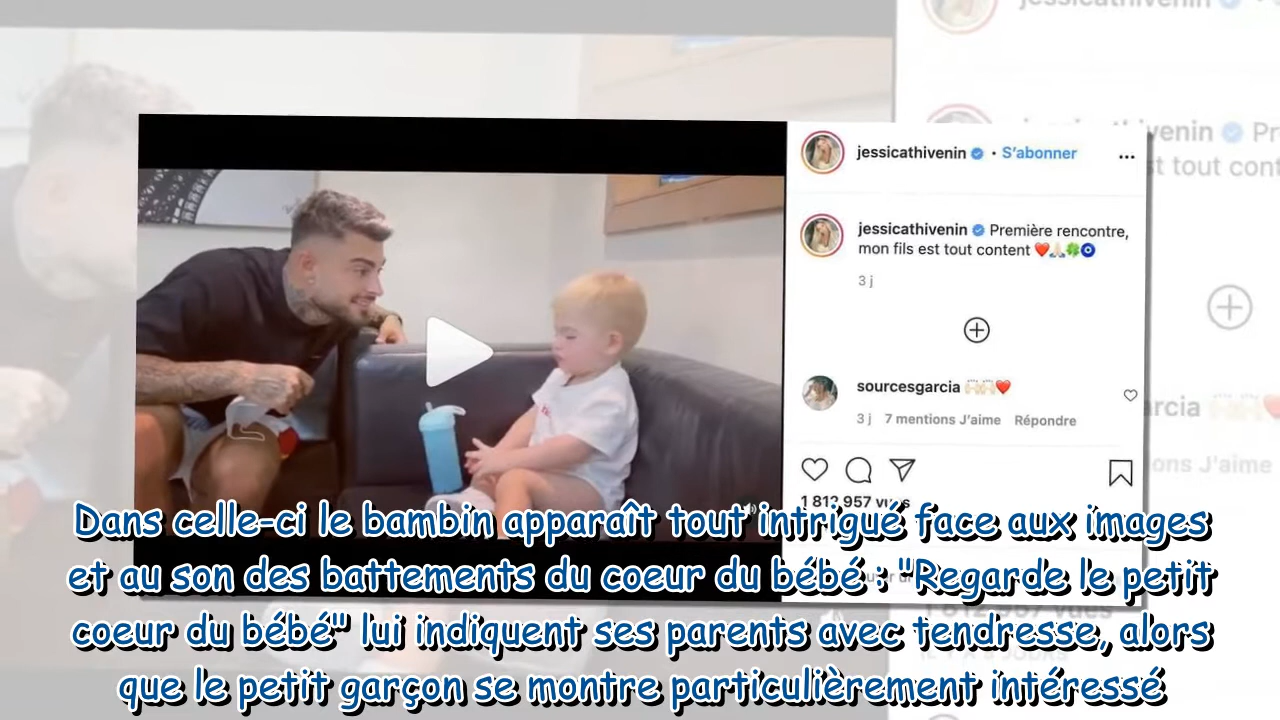 jessicathivenin • S'abonner
jessicathivenin Première rencontre,
mon fils est tout content ❤️🙏🏻🍀🧿
3 j
sourcesgarcia 🙌🏻🙌🏻❤️
3 j 7 mentions J'aime Répondre
1 812 957 vues
Dans celle-ci le bambin apparaît tout intrigué face aux images
et au son des battements du coeur du bébé : "Regarde le petit
coeur du bébé" lui indiquent ses parents avec tendresse, alors
que le petit garçon se montre particulièrement intéressé